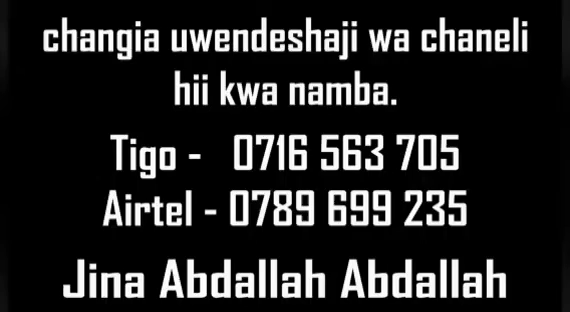 changia uwendeshaji wa chaneli
hii kwa namba.
Tigo - 0716 563 705
Airtel - 0789 699 235
Jina Abdallah Abdallah